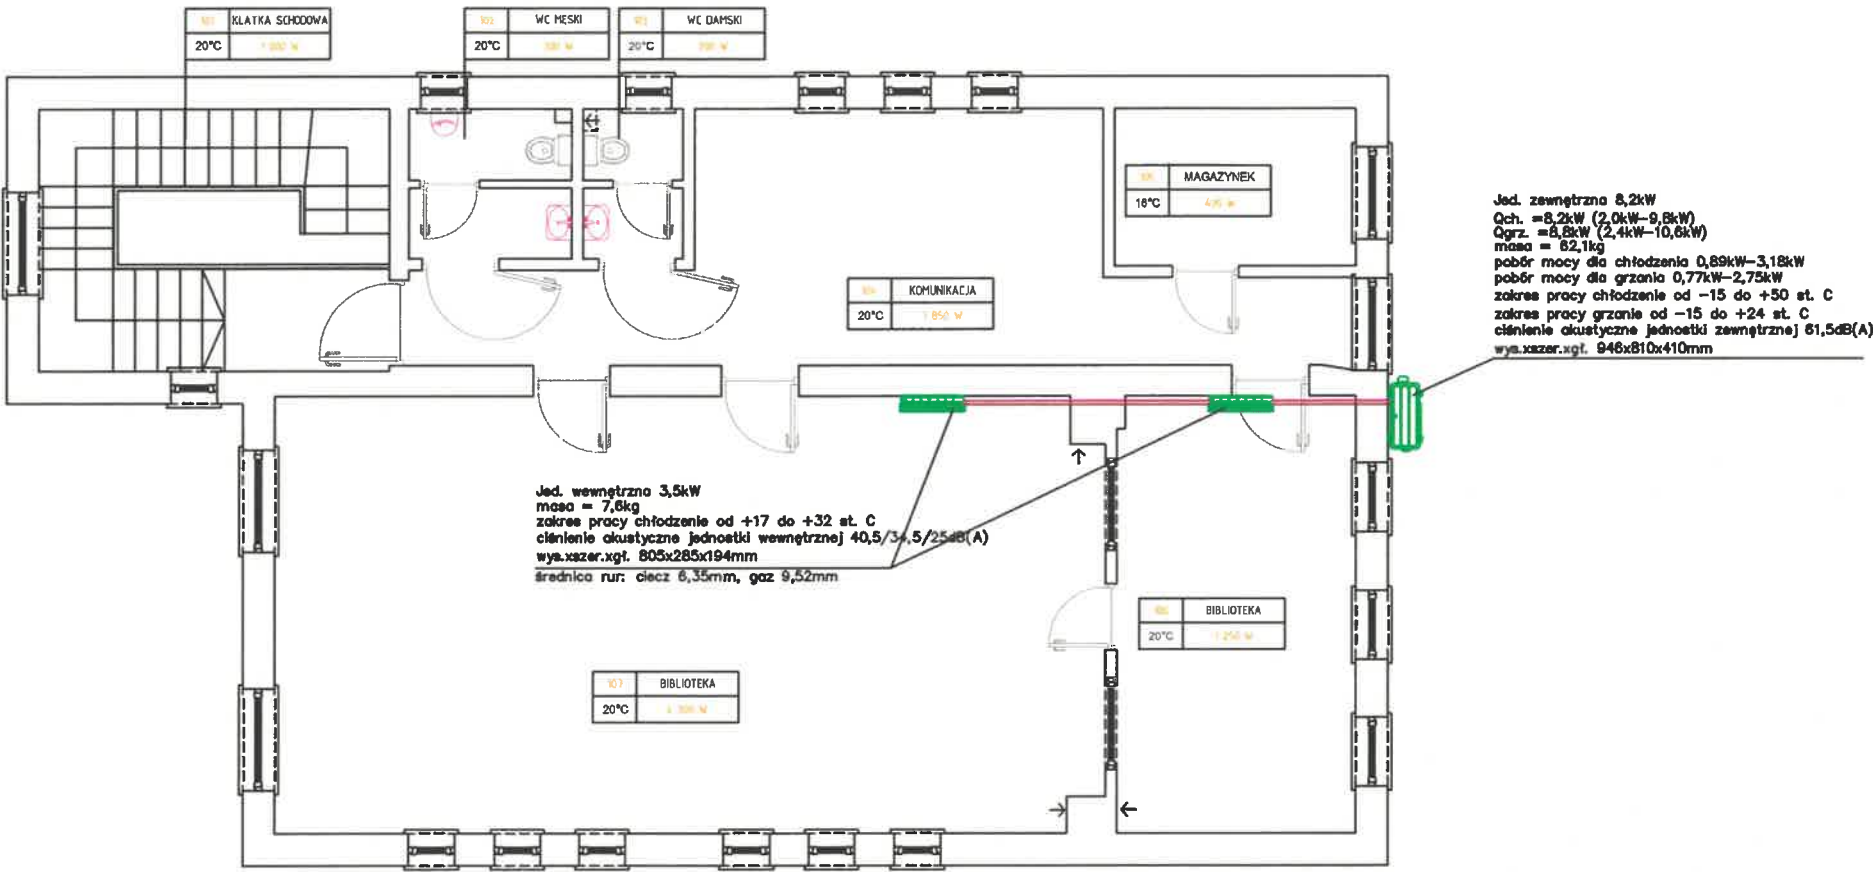 KLATKA SCHODOWA
20°C
WC MĘSKI
20°C
WC DAMSKI
20°C
MAGAZYNEK
16°C
KOMUNIKACJA
20°C 1 850 W
Jed. zewnętrzna 8,2kW
Qch. =8,2kW (2,0kW–9,8kW)
Qgrz. =8,8kW (2,4kW–10,6kW)
masa = 62,1kg
pobór mocy dla chłodzenia 0,89kW–3,18kW
pobór mocy dla grzania 0,77kW–2,75kW
zakres pracy chłodzenie od –15 do +50 st. C
zakres pracy grzanie od –15 do +24 st. C
ciśnienie akustyczne jednostki zewnętrznej 61,5dB(A)
wys.xszer.xgł. 946x810x410mm
Jed. wewnętrzna 3,5kW
masa = 7,6kg
zakres pracy chłodzenie od +17 do +32 st. C
ciśnienie akustyczne jednostki wewnętrznej 40,5/34,5/25dB(A)
wys.xszer.xgł. 805x285x194mm
średnica rur: ciecz 6,35mm, gaz 9,52mm
BIBLIOTEKA
20°C 1 250 W
107 BIBLIOTEKA
20°C